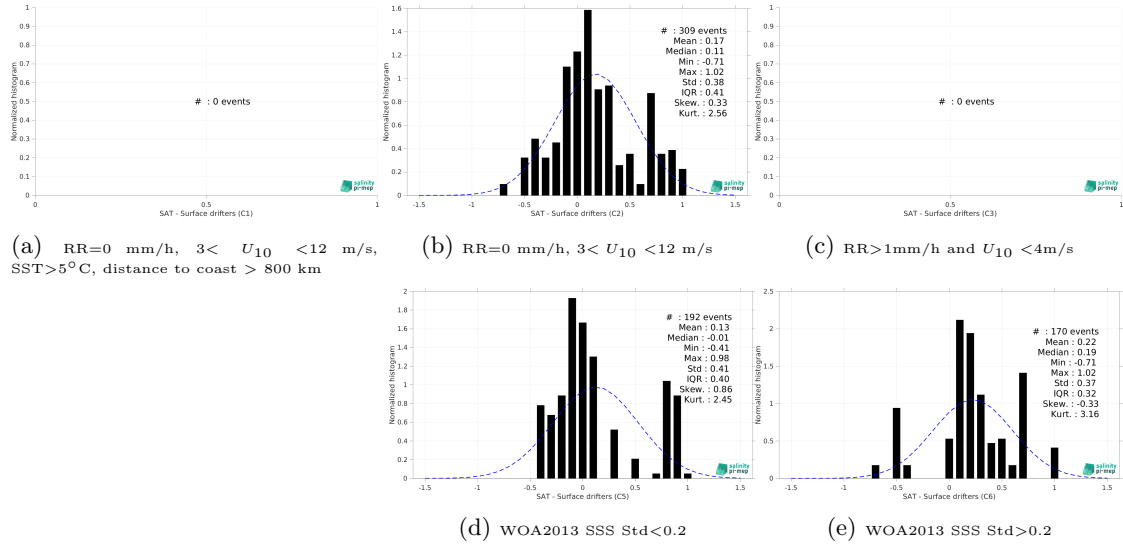 1
0.9
0.8
0.7
0.6
0.5
0.4
0.3
0.2
0.1
0
Normalized histogram
# : 0 events
salinity
pi-mep
0 0.5 1
SAT - Surface drifters (C1)
(a) RR=0 mm/h, 3< U10 <12 m/s,
SST>5°C, distance to coast > 800 km
1.6
1.4
1.2
1
0.8
0.6
0.4
0.2
0
Normalized histogram
# : 309 events
Mean : 0.17
Median : 0.11
Min : -0.71
Max : 1.02
Std : 0.38
IQR : 0.41
Skew. : 0.33
Kurt. : 2.56
salinity
pi-mep
-1.5 -1 -0.5 0 0.5 1 1.5
SAT - Surface drifters (C2)
(b) RR=0 mm/h, 3< U10 <12 m/s
1
0.9
0.8
0.7
0.6
0.5
0.4
0.3
0.2
0.1
0
Normalized histogram
# : 0 events
salinity
pi-mep
0 0.5 1
SAT - Surface drifters (C3)
(c) RR>1mm/h and U10 <4m/s
2
1.8
1.6
1.4
1.2
1
0.8
0.6
0.4
0.2
0
Normalized histogram
# : 192 events
Mean : 0.13
Median : -0.01
Min : -0.41
Max : 0.98
Std : 0.41
IQR : 0.40
Skew. : 0.86
Kurt. : 2.45
salinity
pi-mep
-1.5 -1 -0.5 0 0.5 1 1.5
SAT - Surface drifters (C5)
(d) WOA2013 SSS Std<0.2
2.5
2
1.5
1
0.5
0
Normalized histogram
# : 170 events
Mean : 0.22
Median : 0.19
Min : -0.71
Max : 1.02
Std : 0.37
IQR : 0.32
Skew. : -0.33
Kurt. : 3.16
salinity
pi-mep
-1.5 -1 -0.5 0 0.5 1 1.5
SAT - Surface drifters (C6)
(e) WOA2013 SSS Std>0.2